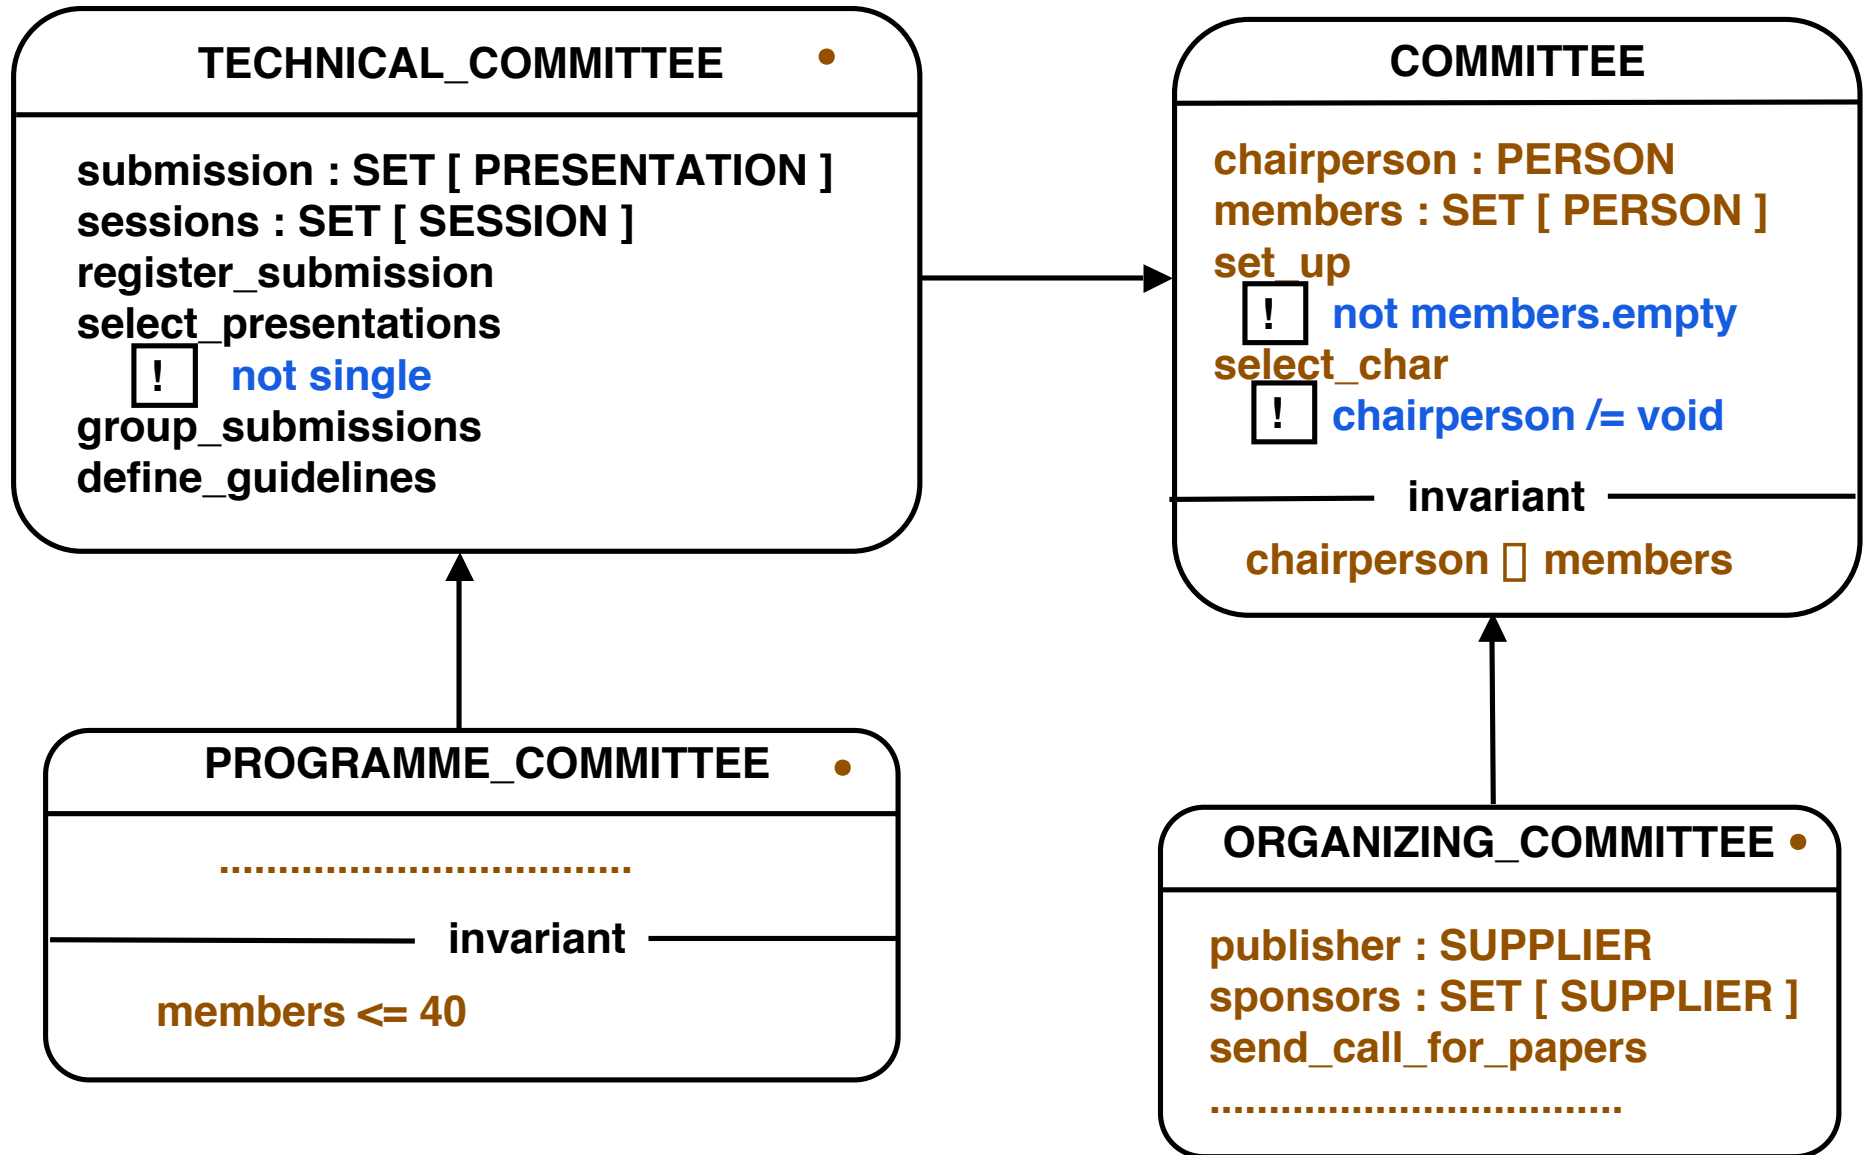 TECHNICAL_COMMITTEE •
submission : SET [ PRESENTATION ]
sessions : SET [ SESSION ]
register_submission
select_presentations
! not single
group_submissions
define_guidelines
COMMITTEE
chairperson : PERSON
members : SET [ PERSON ]
set_up
! not members.empty
select_char
! chairperson /= void
invariant
chairperson ▯ members
PROGRAMME_COMMITTEE •
...................................
invariant
members <= 40
ORGANIZING_COMMITTEE •
publisher : SUPPLIER
sponsors : SET [ SUPPLIER ]
send_call_for_papers
...................................